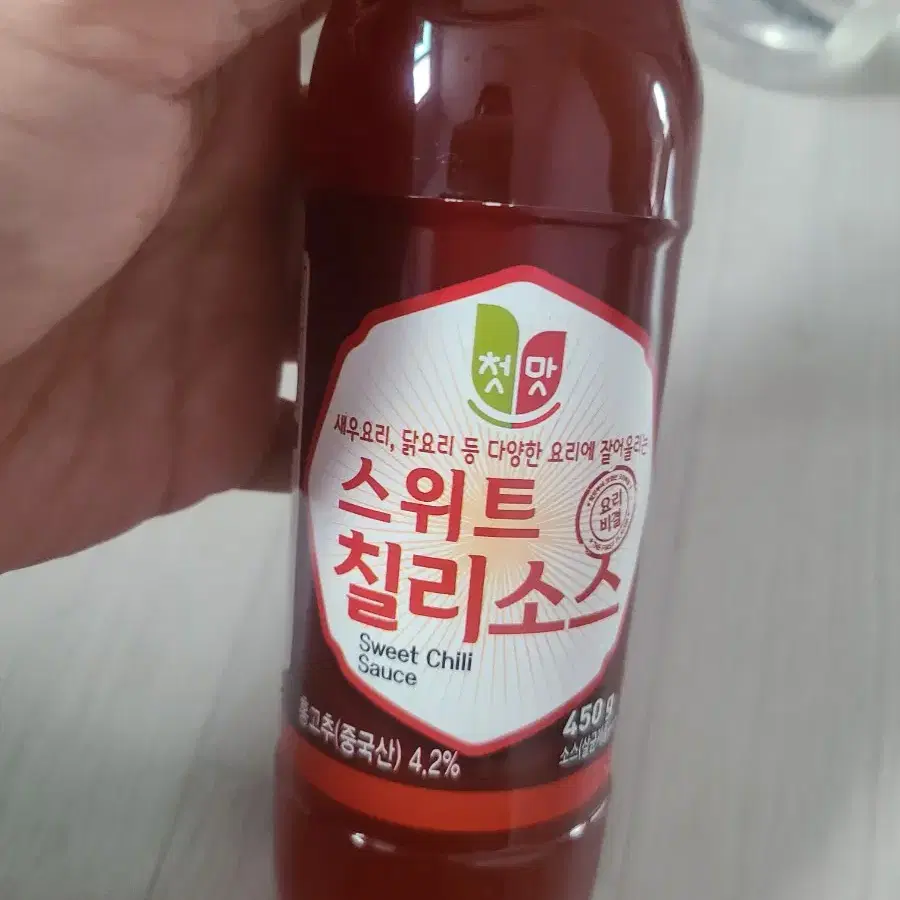 첫맛
새우요리, 닭요리 등 다양한 요리에 잘어울리는
스위트
칠리소스
요리
비결
Sweet Chili
Sauce
홍고추(중국산) 4.2%
450 g